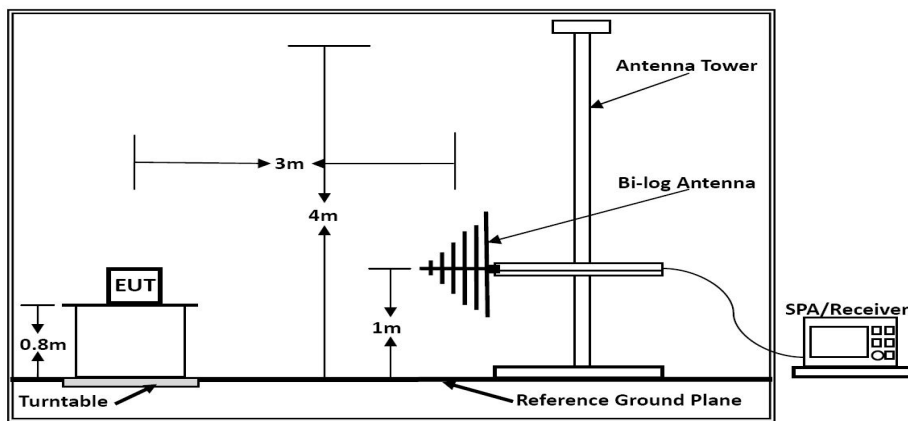 Antenna Tower
3m
Bi-log Antenna
4m
EUT
SPA/Receiver
0.8m
1m
Turntable
Reference Ground Plane